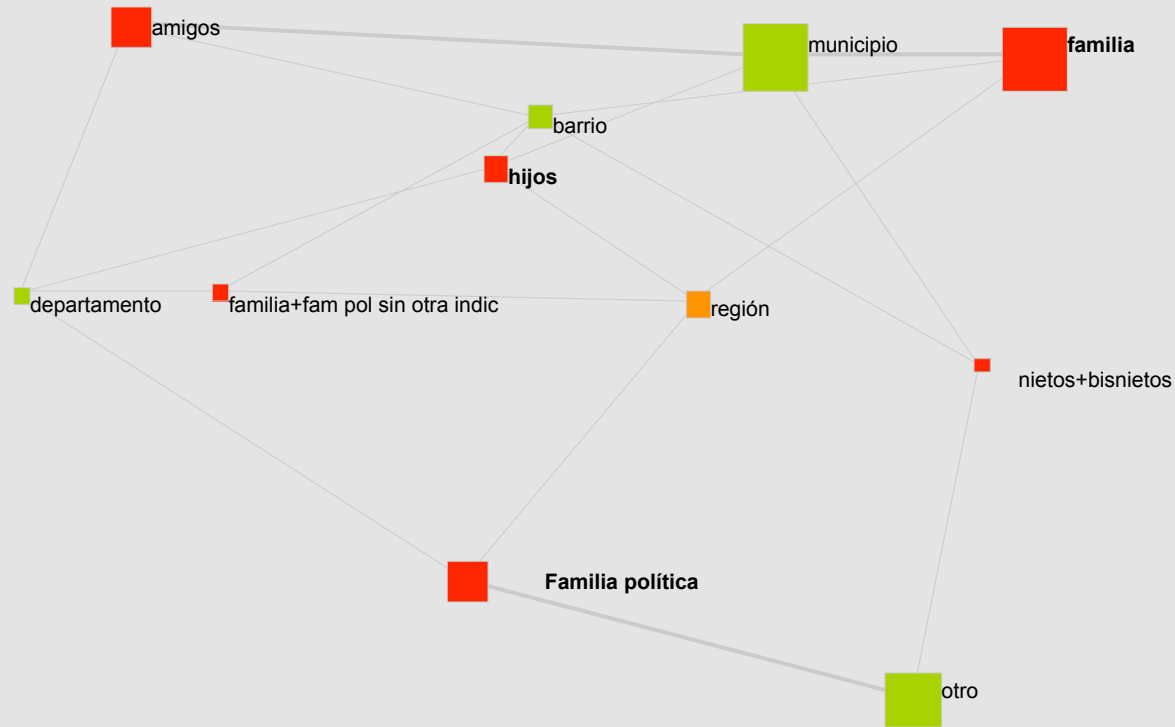 amigos
municipio
familia
barrio
hijos
departamento
familia+fam pol sin otra indic
región
nietos+bisnietos
Familia política
otro